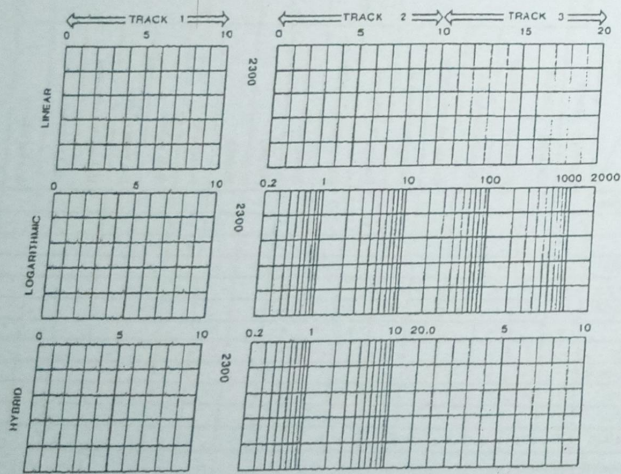 TRACK 1 TRACK 2 TRACK 3
0 5 10 0 5 10 15 20
LINEAR
2300
0 5 10 0.2 1 10 100 1000 2000
LOGARITHMIC
2300
0 5 10 0.2 1 10 20.0 5 10
HYBRID
2300